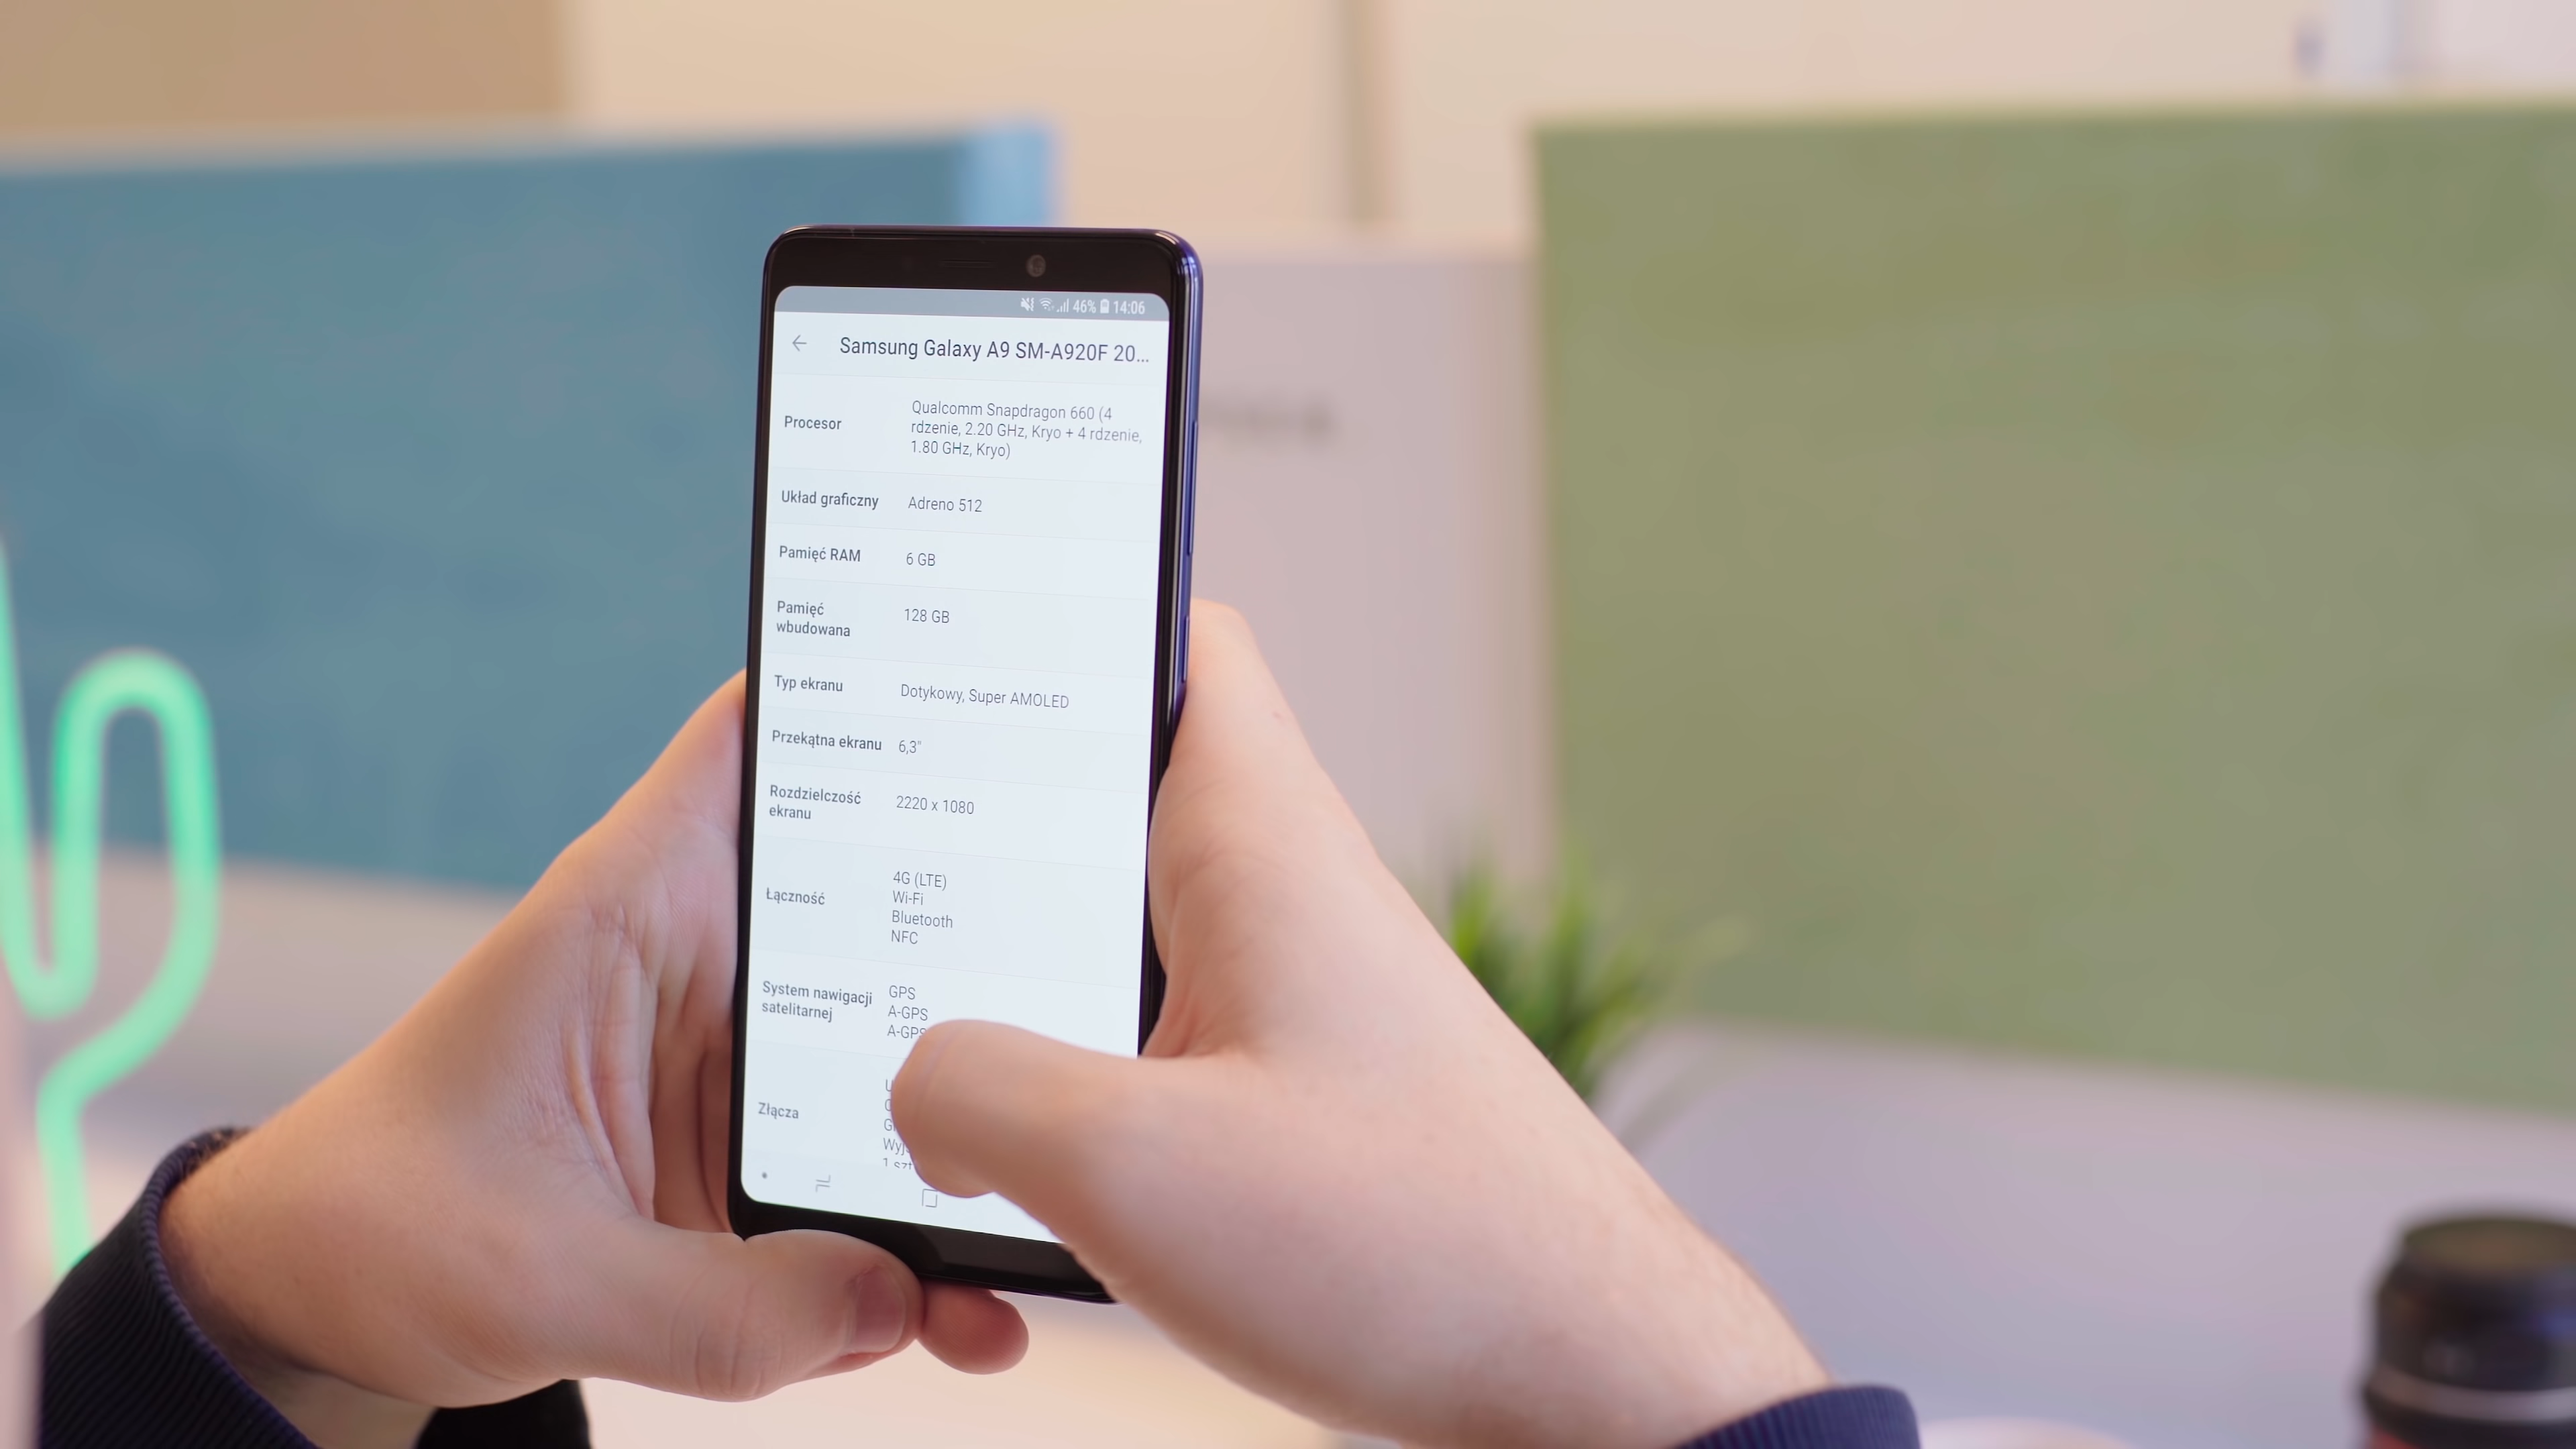 46% 14:06
Samsung Galaxy A9 SM-A920F 20...
Procesor
Qualcomm Snapdragon 660 (4
rdzenie, 2.20 GHz, Kryo + 4 rdzenie,
1.80 GHz, Kryo)
Układ graficzny
Adreno 512
Pamięć RAM
6 GB
Pamięć
wbudowana
128 GB
Typ ekranu
Dotykowy, Super AMOLED
Przekątna ekranu
6,3"
Rozdzielczość
ekranu
2220 x 1080
Łączność
4G (LTE)
Wi-Fi
Bluetooth
NFC
System nawigacji
satelitarnej
GPS
A-GPS
A-GPS
Złącza
1 szt